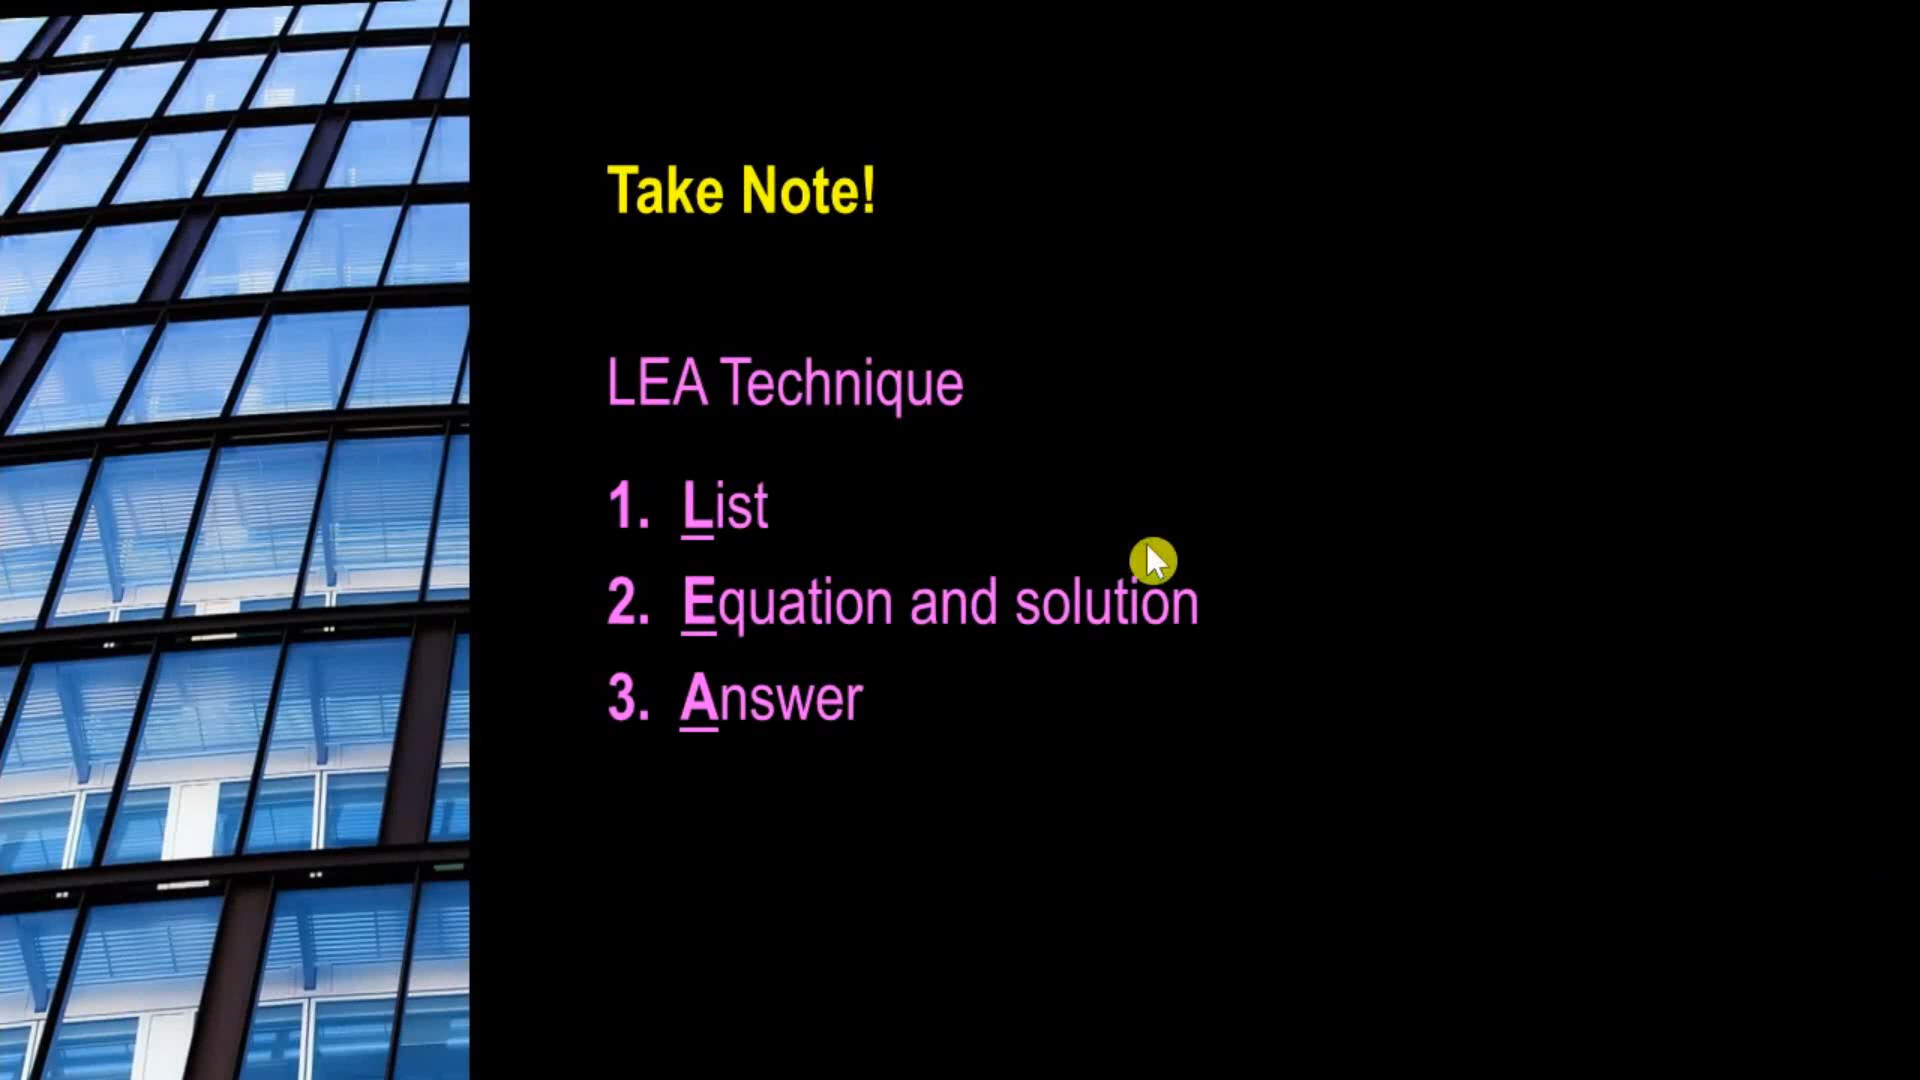 Take Note!
LEA Technique
1. List
2. Equation and solution
3. Answer